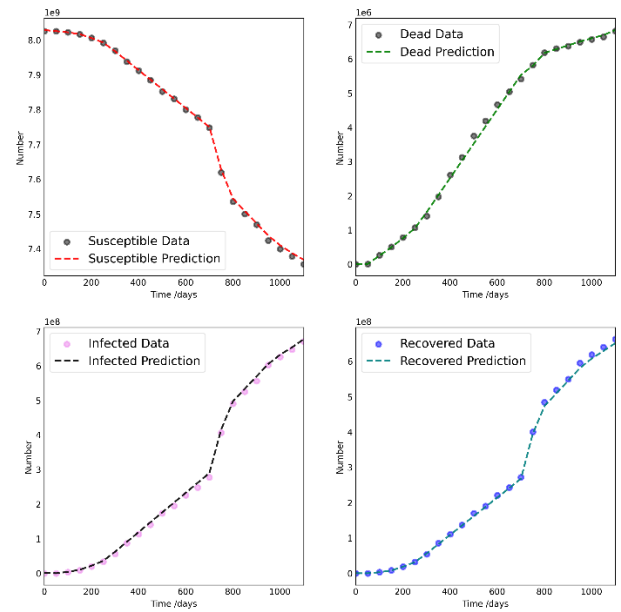 1e9
8.0
7.9
7.8
7.7
7.6
7.5
7.4
Number
Susceptible Data
Susceptible Prediction
0 200 400 600 800 1000
Time /days
1e6
7
6
5
4
3
2
1
0
Number
Dead Data
Dead Prediction
0 200 400 600 800 1000
Time /days
1e8
7
6
5
4
3
2
1
0
Number
Infected Data
Infected Prediction
0 200 400 600 800 1000
Time /days
1e8
6
5
4
3
2
1
0
Number
Recovered Data
Recovered Prediction
0 200 400 600 800 1000
Time /days